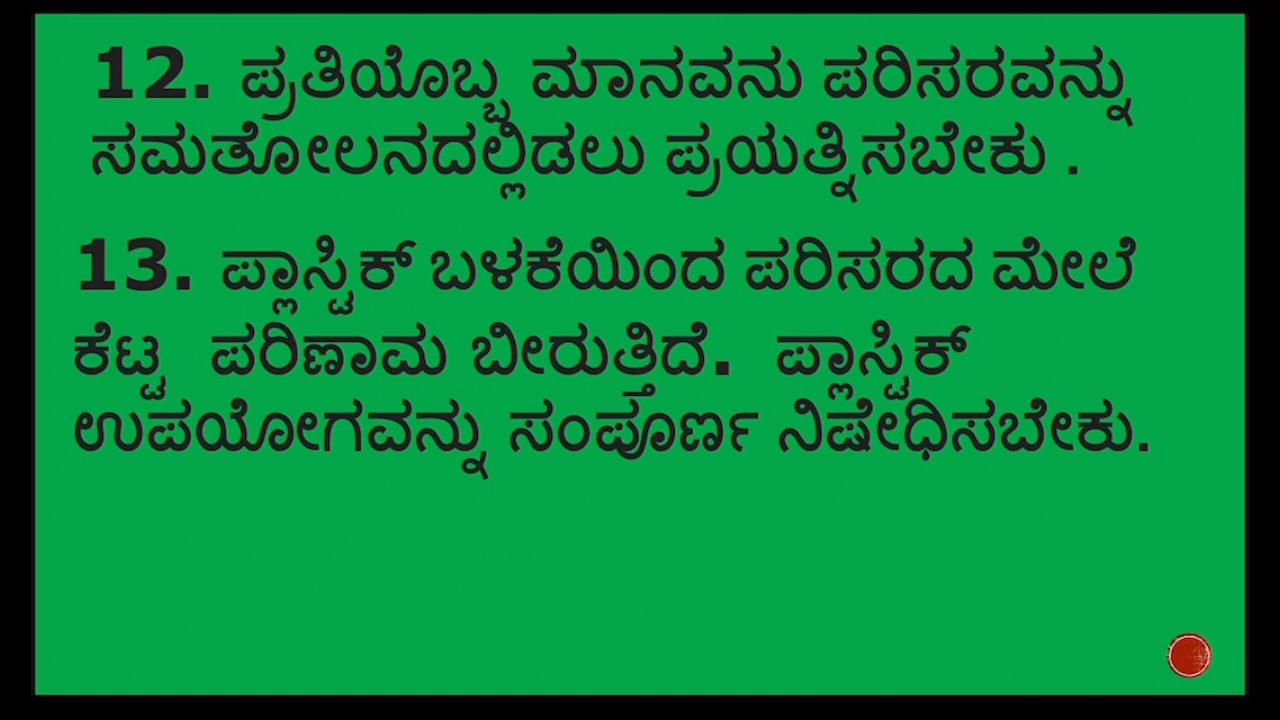 12. ಪ್ರತಿಯೊಬ್ಬ ಮಾನವನು ಪರಿಸರವನ್ನು
ಸಮತೋಲನದಲ್ಲಿಡಲು ಪ್ರಯತ್ನಿಸಬೇಕು .
13. ಪ್ಲಾಸ್ಟಿಕ್ ಬಳಕೆಯಿಂದ ಪರಿಸರದ ಮೇಲೆ
ಕೆಟ್ಟ ಪರಿಣಾಮ ಬೀರುತ್ತಿದೆ. ಪ್ಲಾಸ್ಟಿಕ್
ಉಪಯೋಗವನ್ನು ಸಂಪೂರ್ಣ ನಿಷೇಧಿಸಬೇಕು.